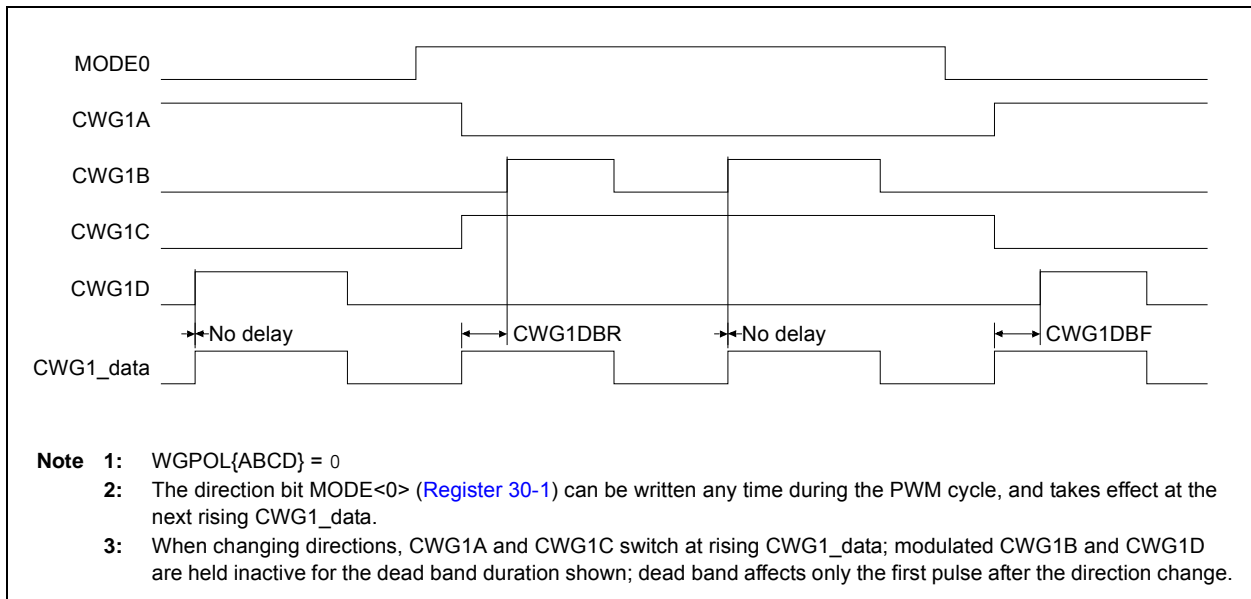 MODE0
CWG1A
CWG1B
CWG1C
CWG1D
No delay
CWG1DBR
No delay
CWG1DBF
CWG1_data
Note 1: WGPOL{ABCD} = 0
2: The direction bit MODE<0> (Register 30-1) can be written any time during the PWM cycle, and takes effect at the
next rising CWG1_data.
3: When changing directions, CWG1A and CWG1C switch at rising CWG1_data; modulated CWG1B and CWG1D
are held inactive for the dead band duration shown; dead band affects only the first pulse after the direction change.